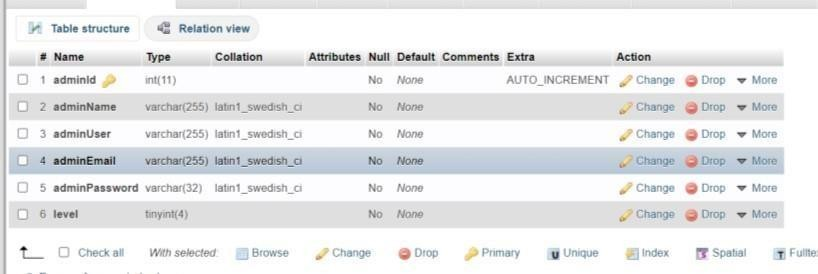 Table structure Relation view
# Name Type Collation Attributes Null Default Comments Extra Action
1 adminId int(11) No None AUTO_INCREMENT Change Drop More
2 adminName varchar(255) latin1_swedish_ci No None Change Drop More
3 adminUser varchar(255) latin1_swedish_ci No None Change Drop More
4 adminEmail varchar(255) latin1_swedish_ci No None Change Drop More
5 adminPassword varchar(32) latin1_swedish_ci No None Change Drop More
6 level tinyint(4) No None Change Drop More
Check all With selected: Browse Change Drop Primary Unique Index Spatial Fullte